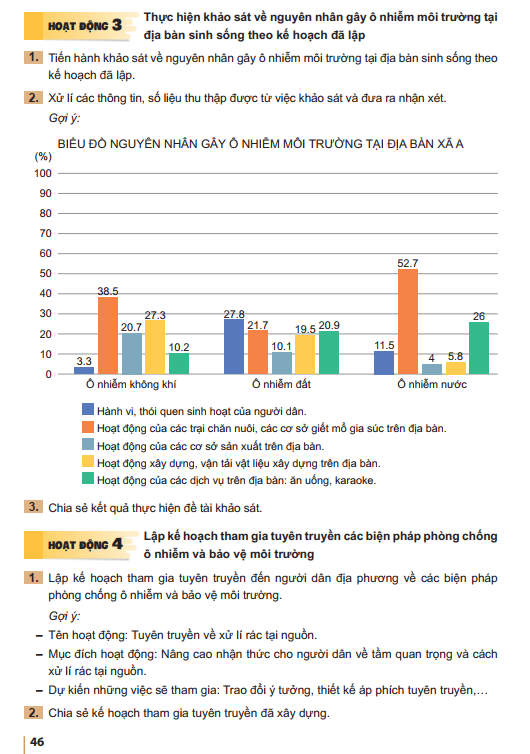 HOẠT ĐỘNG 3
Thực hiện khảo sát về nguyên nhân gây ô nhiễm môi trường tại
địa bàn sinh sống theo kế hoạch đã lập
1. Tiến hành khảo sát về nguyên nhân gây ô nhiễm môi trường tại địa bàn sinh sống theo
kế hoạch đã lập.
2. Xử lí các thông tin, số liệu thu thập được từ việc khảo sát và đưa ra nhận xét.
Gợi ý:
BIỂU ĐỒ NGUYÊN NHÂN GÂY Ô NHIỄM MÔI TRƯỜNG TẠI ĐỊA BÀN XÃ A
(%)
100
90
80
70
60
50
40
30
20
10
0
3.3 38.5 20.7 27.3 10.2
27.8 21.7 10.1 19.5 20.9
11.5 52.7 4 5.8 26
Ô nhiễm không khí Ô nhiễm đất Ô nhiễm nước
Hành vi, thói quen sinh hoạt của người dân.
Hoạt động của các trại chăn nuôi, các cơ sở giết mổ gia súc trên địa bàn.
Hoạt động của các cơ sở sản xuất trên địa bàn.
Hoạt động xây dựng, vận tải vật liệu xây dựng trên địa bàn.
Hoạt động của các dịch vụ trên địa bàn: ăn uống, karaoke.
3. Chia sẻ kết quả thực hiện đề tài khảo sát.
HOẠT ĐỘNG 4
Lập kế hoạch tham gia tuyên truyền các biện pháp phòng chống
ô nhiễm và bảo vệ môi trường
1. Lập kế hoạch tham gia tuyên truyền đến người dân địa phương về các biện pháp
phòng chống ô nhiễm và bảo vệ môi trường.
Gợi ý:
– Tên hoạt động: Tuyên truyền về xử lí rác tại nguồn.
– Mục đích hoạt động: Nâng cao nhận thức cho người dân về tầm quan trọng và cách
xử lí rác tại nguồn.
– Dự kiến những việc sẽ tham gia: Trao đổi ý tưởng, thiết kế áp phích tuyên truyền,...
2. Chia sẻ kế hoạch tham gia tuyên truyền đã xây dựng.
46